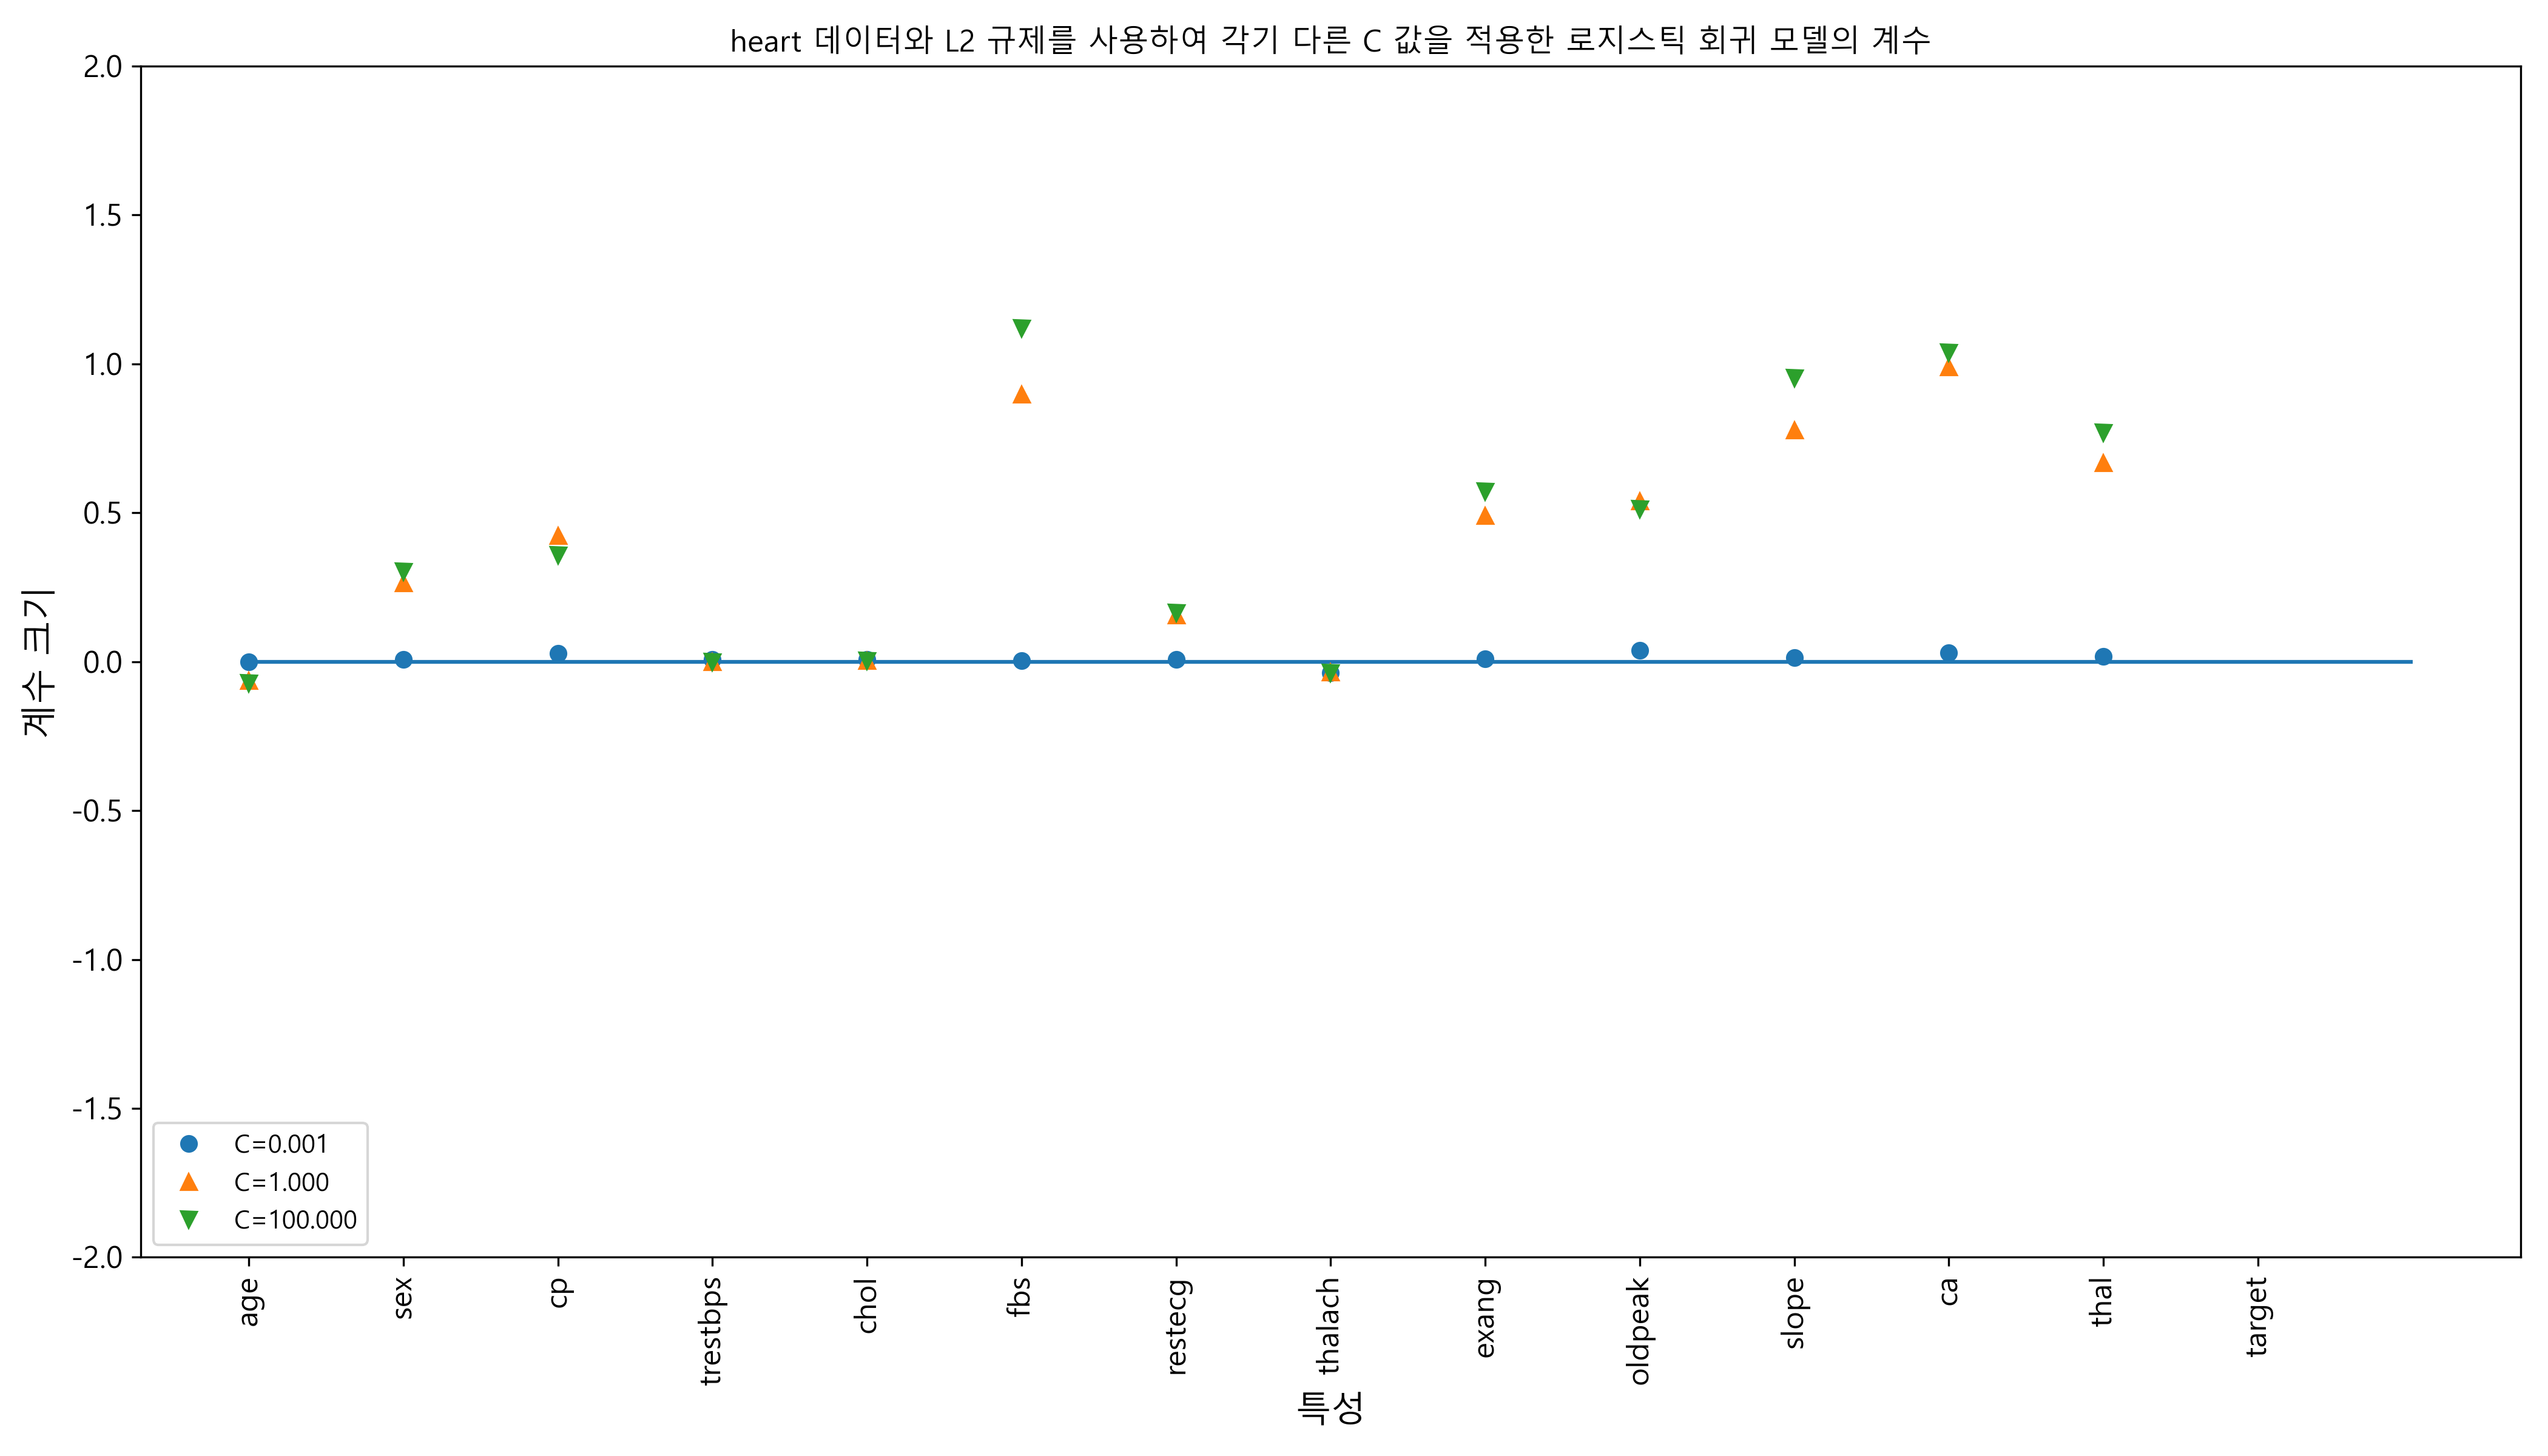 heart 데이터와 L2 규제를 사용하여 각기 다른 C 값을 적용한 로지스틱 회귀 모델의 계수
2.0
1.5
1.0
0.5
0.0
-0.5
-1.0
-1.5
-2.0
계수 크기
C=0.001
C=1.000
C=100.000
age
sex
cp
trestbps
chol
fbs
restecg
thalach
exang
oldpeak
slope
ca
thal
target
특성